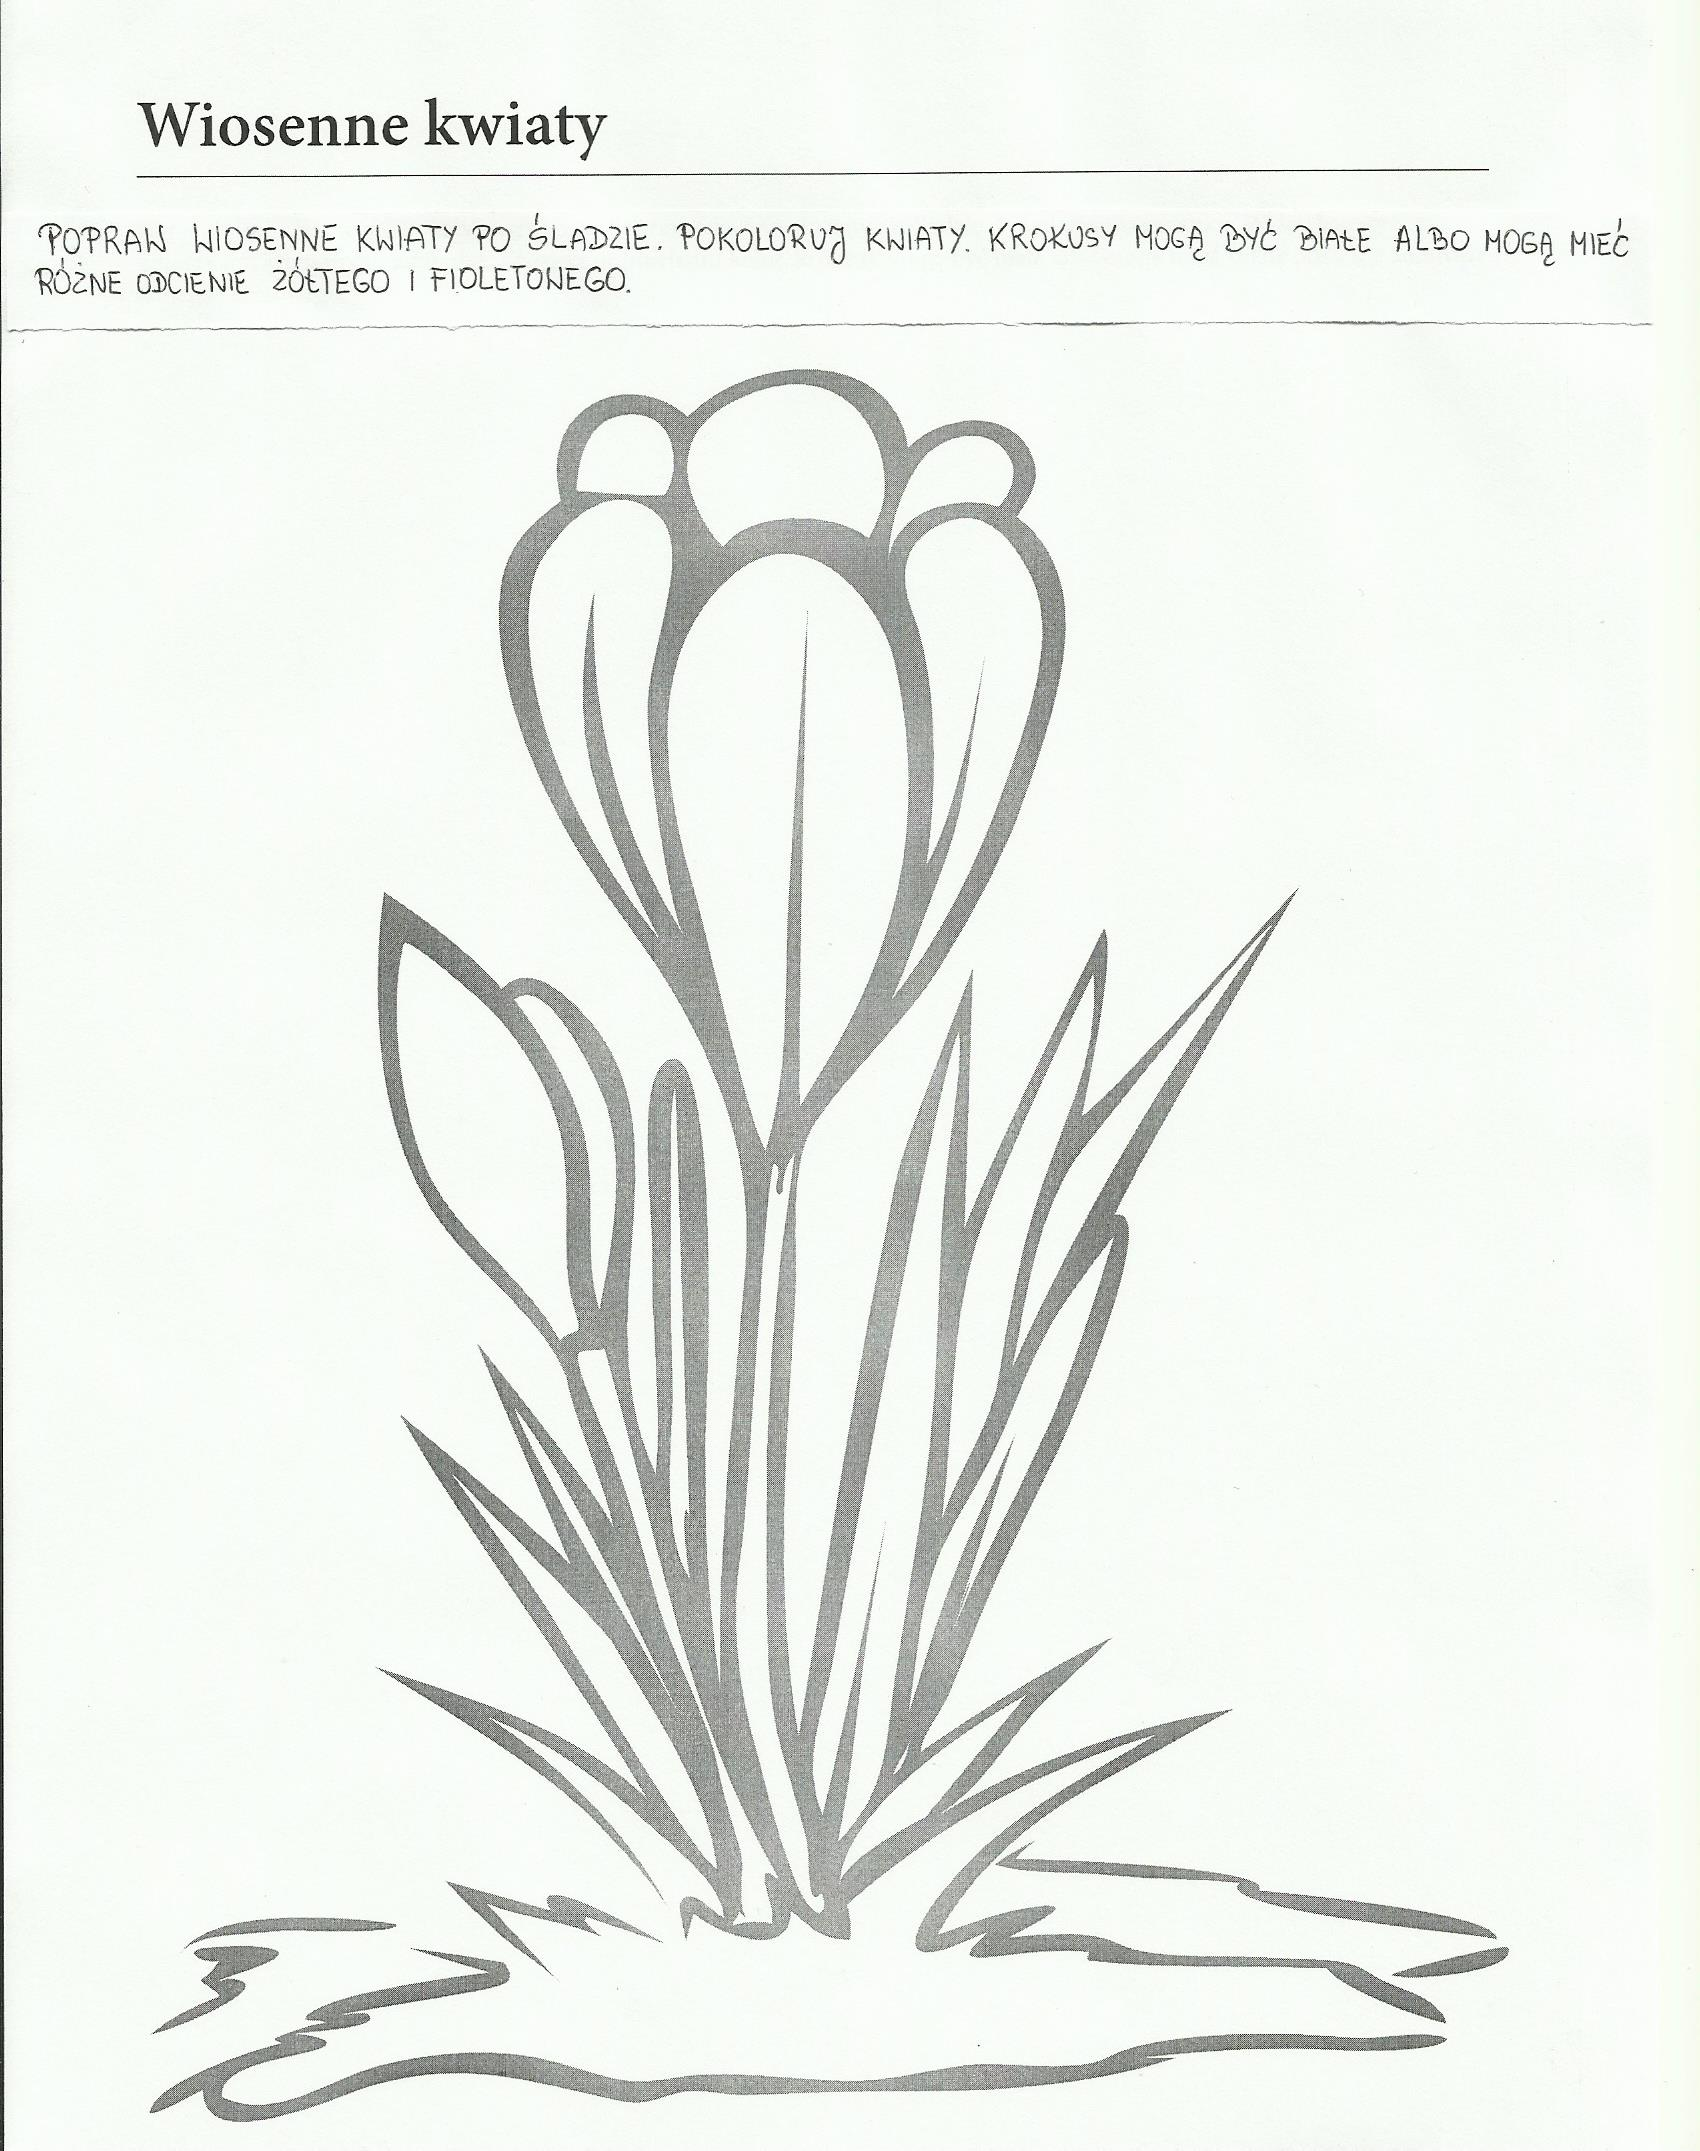 Wiosenne kwiaty
POPRAW WIOSENNE KWIATY PO ŚLADZIE. POKOLORUJ KWIATY. KROKUSY MOGĄ BYĆ BIAŁE ALBO MOGĄ MIEĆ
RÓŻNE ODCIENIE ŻÓŁTEGO I FIOLETOWEGO.